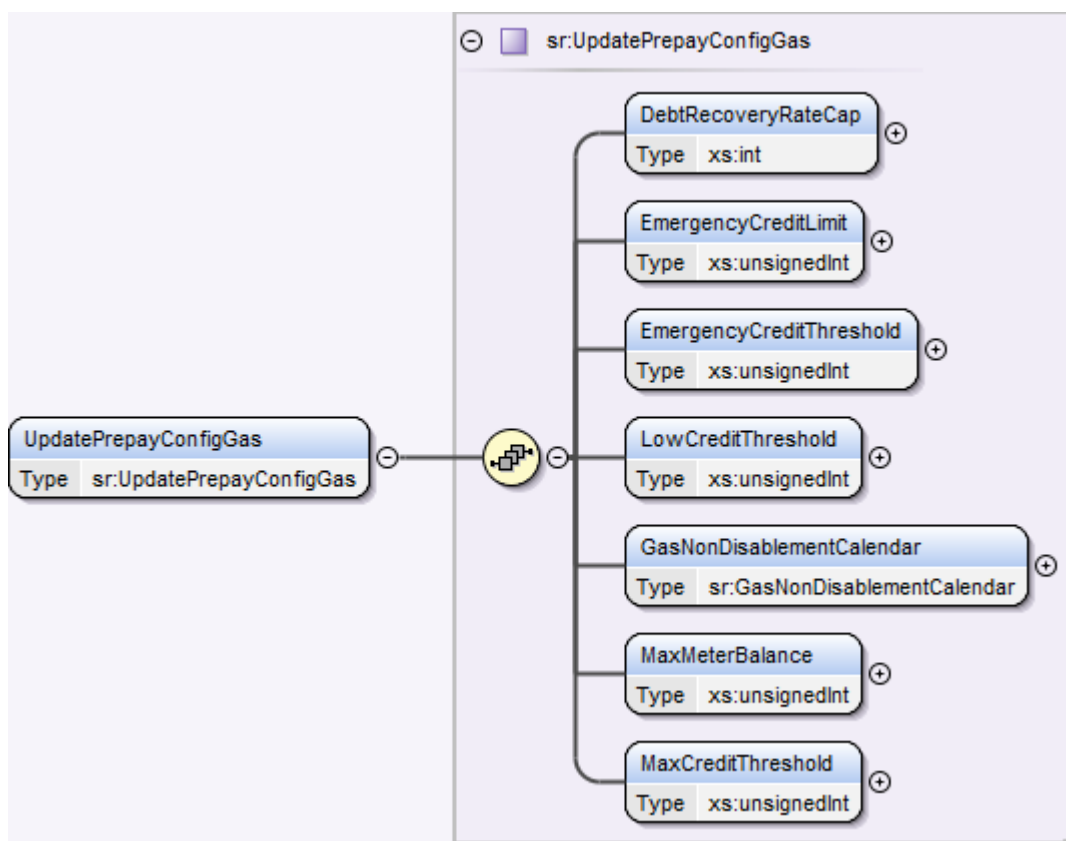 sr:UpdatePrepayConfigGas
DebtRecoveryRateCap
Type xs:int
EmergencyCreditLimit
Type xs:unsignedInt
EmergencyCreditThreshold
Type xs:unsignedInt
UpdatePrepayConfigGas
Type sr:UpdatePrepayConfigGas
LowCreditThreshold
Type xs:unsignedInt
GasNonDisablementCalendar
Type sr:GasNonDisablementCalendar
MaxMeterBalance
Type xs:unsignedInt
MaxCreditThreshold
Type xs:unsignedInt